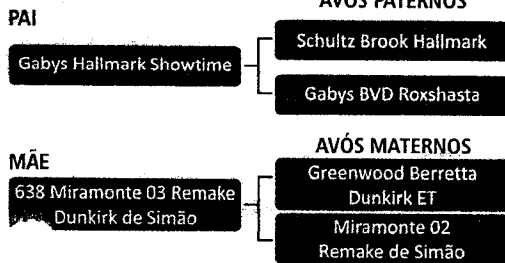 AVÓS PATERNOS
PAI
Schultz Brook Hallmark
Gabys Hallmark Showtime
Gabys BVD Roxshasta
AVÓS MATERNOS
MÃE
Greenwood Berretta
Dunkirk ET
638 Miramonte 03 Remake
Dunkirk de Simão
Miramonte 02
Remake de Simão